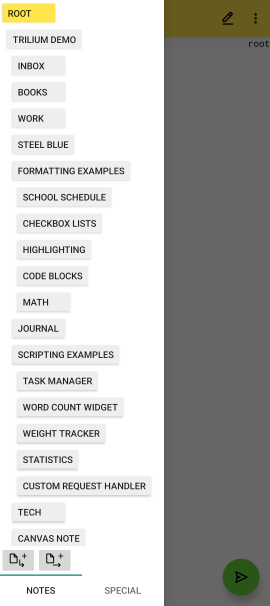 ROOT
root
TRILIUM DEMO
INBOX
BOOKS
WORK
STEEL BLUE
FORMATTING EXAMPLES
SCHOOL SCHEDULE
CHECKBOX LISTS
HIGHLIGHTING
CODE BLOCKS
MATH
JOURNAL
SCRIPTING EXAMPLES
TASK MANAGER
WORD COUNT WIDGET
WEIGHT TRACKER
STATISTICS
CUSTOM REQUEST HANDLER
TECH
CANVAS NOTE
NOTES
SPECIAL